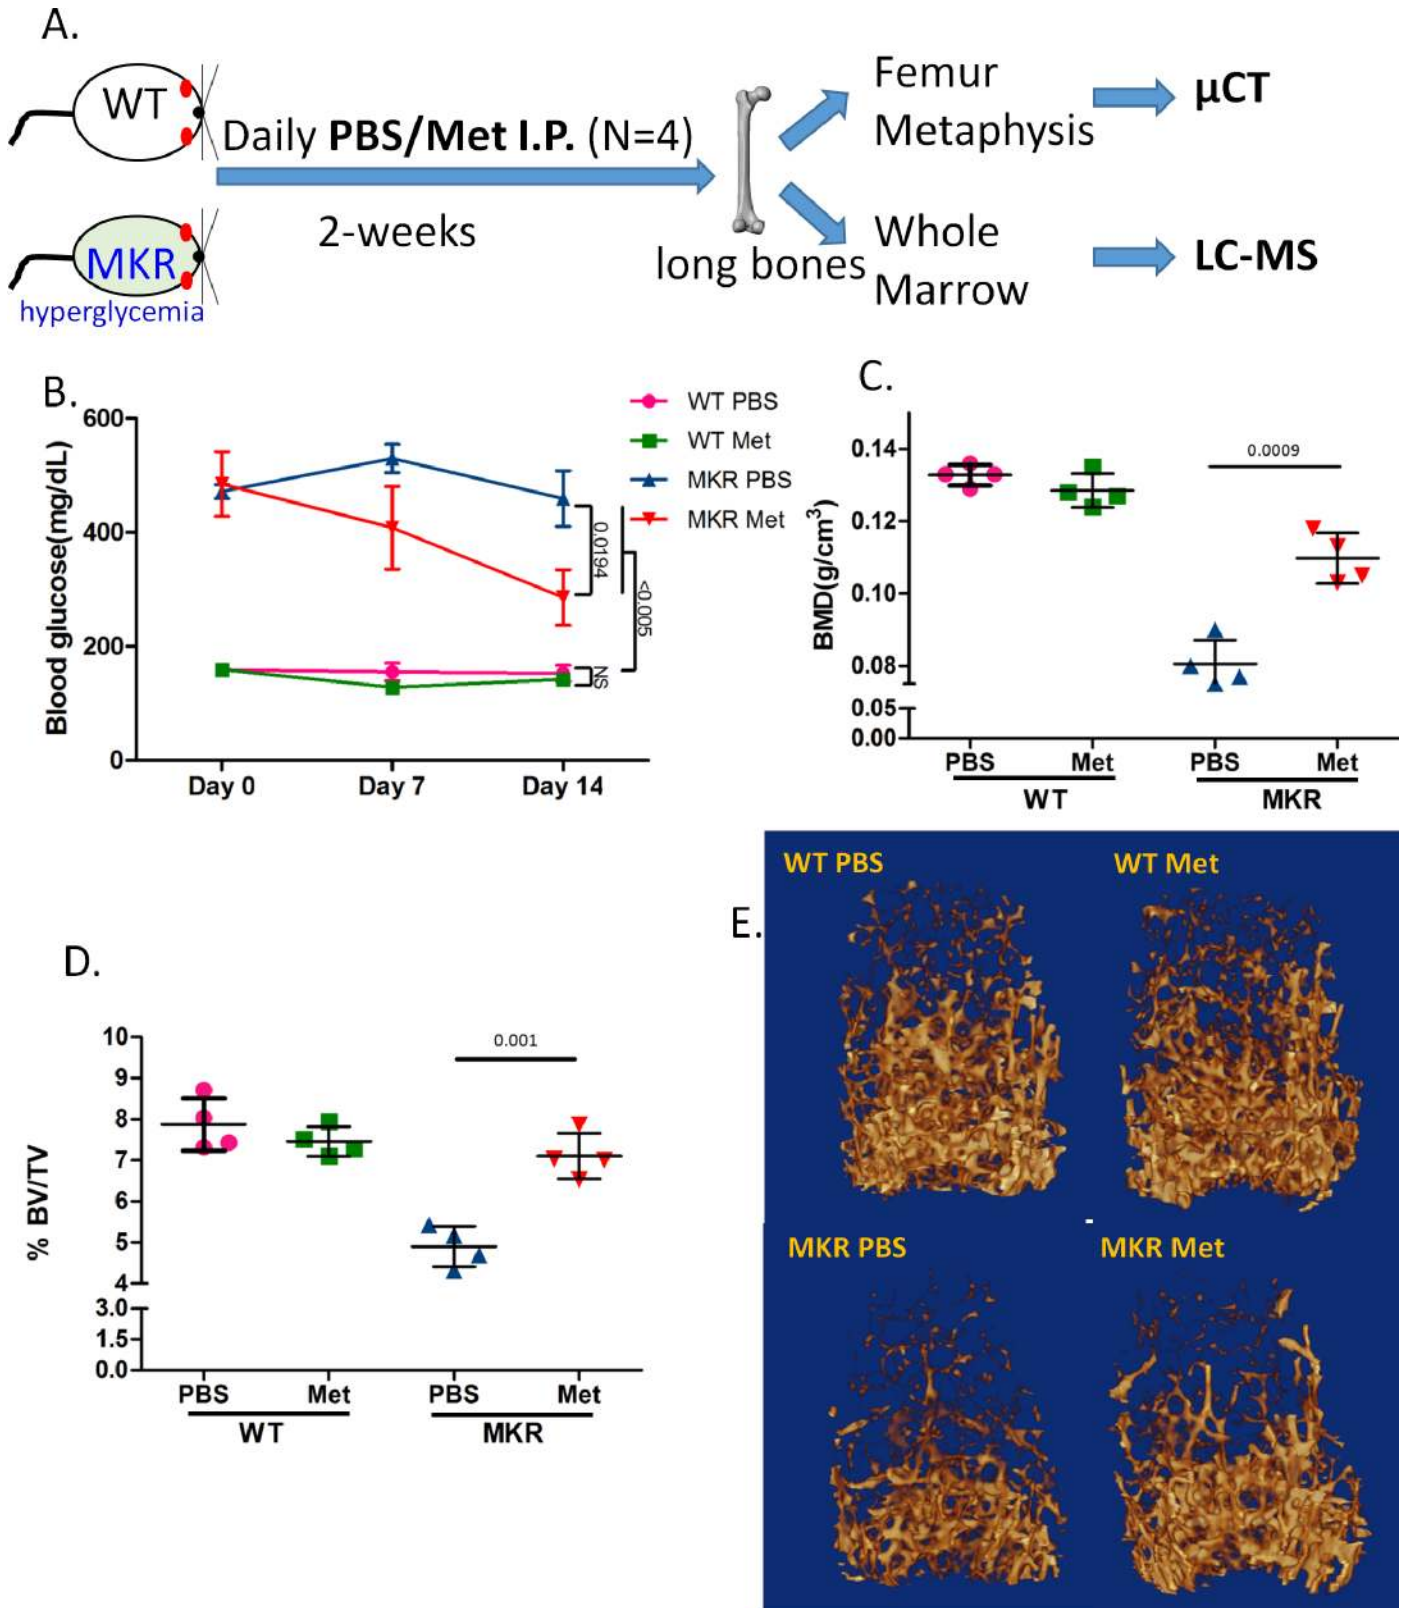 A.
WT
MKR
hyperglycemia
Daily PBS/Met I.P. (N=4)
2-weeks
long bones
Femur
Metaphysis
µCT
Whole
Marrow
LC-MS
B.
Blood glucose(mg/dL)
600
400
200
0
Day 0
Day 7
Day 14
0.0194
<0.005
NS
WT PBS
WT Met
MKR PBS
MKR Met
C.
BMD(g/cm³)
0.14
0.12
0.10
0.08
0.05
0.00
0.0009
PBS
Met
PBS
Met
WT
MKR
D.
% BV/TV
10
9
8
7
6
5
4
3.0
1.5
0.0
0.001
PBS
Met
PBS
Met
WT
MKR
E.
WT PBS
WT Met
MKR PBS
MKR Met